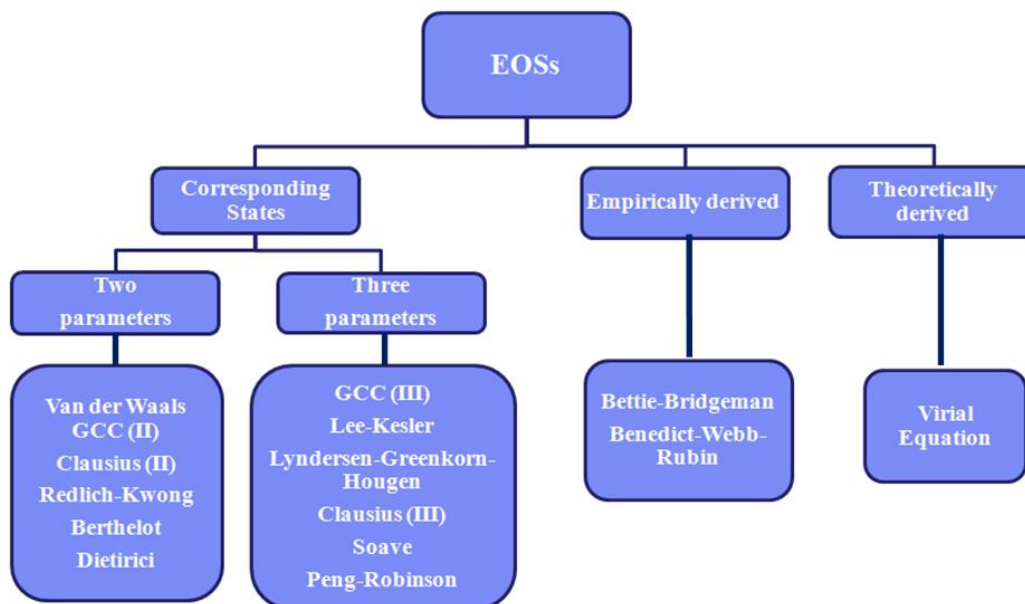 EOSs
Corresponding
States
Empirically derived
Theoretically
derived
Two
parameters
Three
parameters
Van der Waals
GCC (II)
Clausius (II)
Redlich-Kwong
Berthelot
Dietirici
GCC (III)
Lee-Kesler
Lyndersen-Greenkorn-
Hougen
Clausius (III)
Soave
Peng-Robinson
Bettie-Bridgeman
Benedict-Webb-
Rubin
Virial
Equation